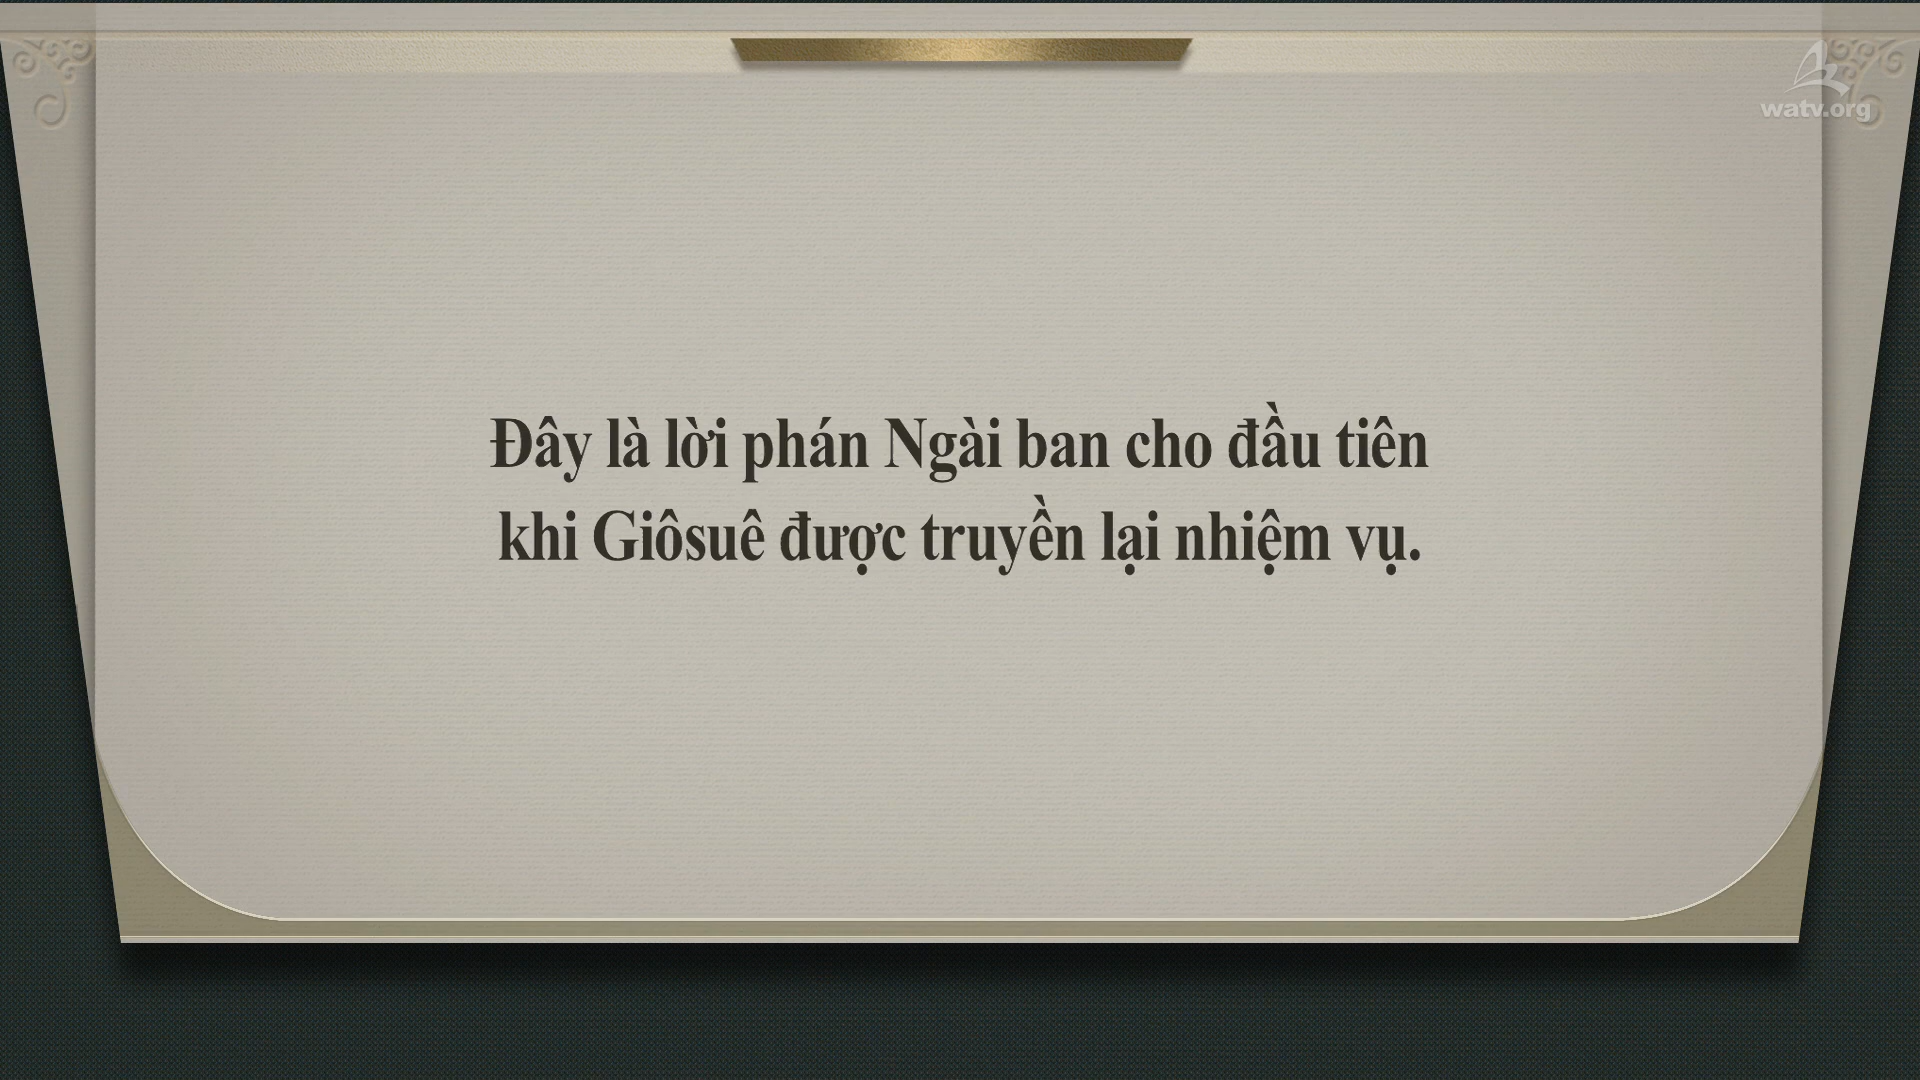 watv.org
Đây là lời phán Ngài ban cho đầu tiên
khi Giôsuê được truyền lại nhiệm vụ.